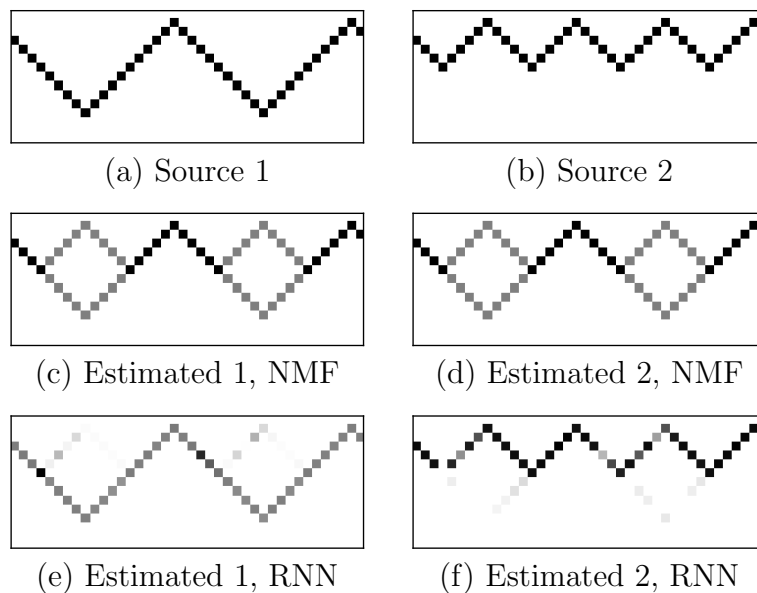 (a) Source 1
(b) Source 2
(c) Estimated 1, NMF
(d) Estimated 2, NMF
(e) Estimated 1, RNN
(f) Estimated 2, RNN